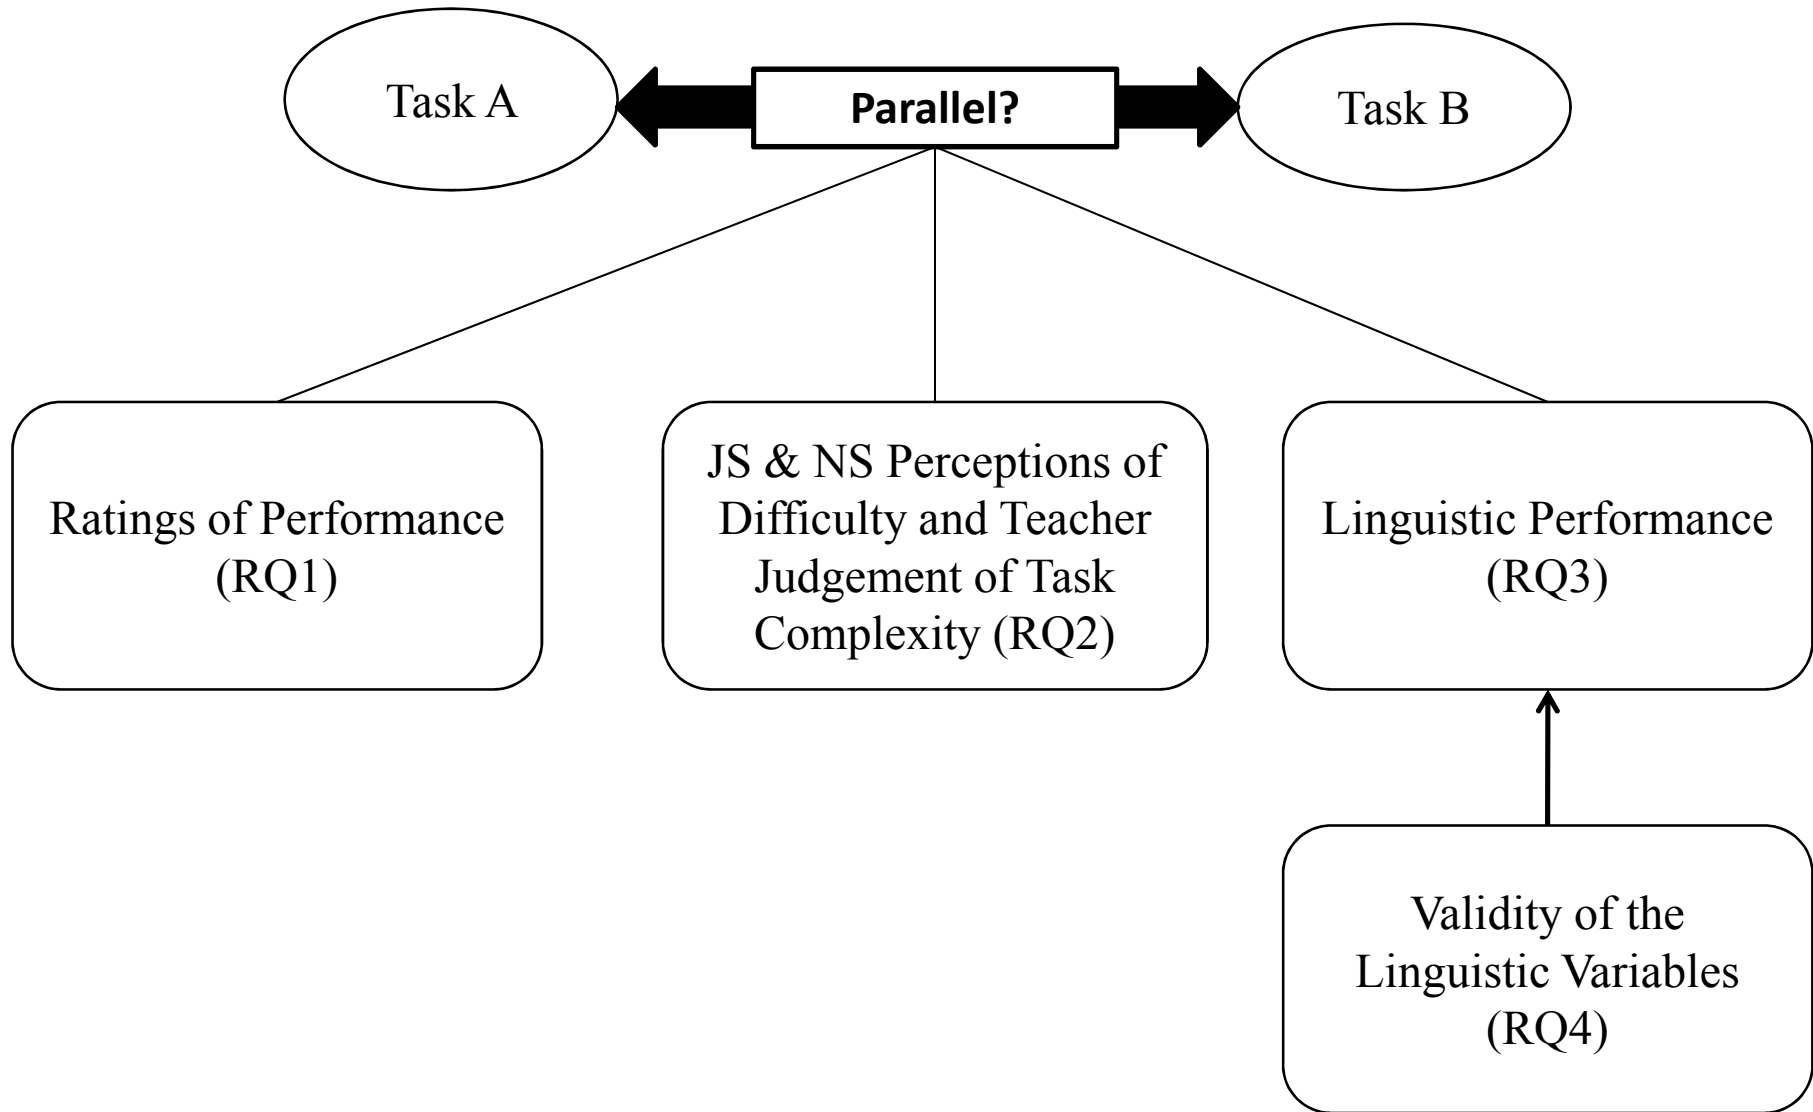 Task A
Parallel?
Task B
Ratings of Performance
(RQ1)
JS & NS Perceptions of
Difficulty and Teacher
Judgement of Task
Complexity (RQ2)
Linguistic Performance
(RQ3)
Validity of the
Linguistic Variables
(RQ4)